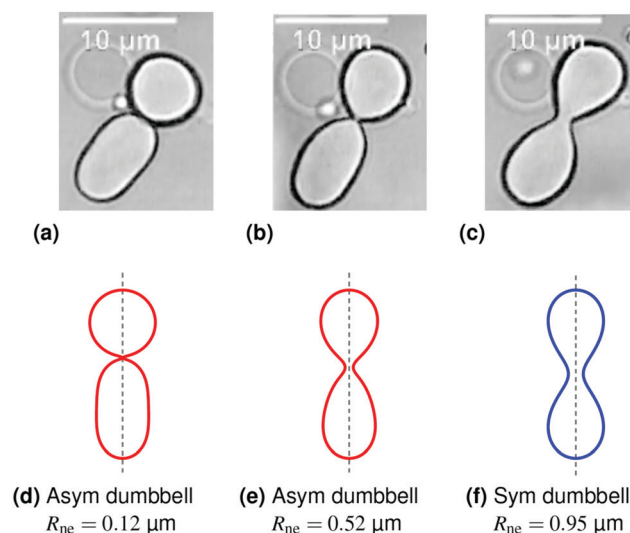 10 µm
10 µm
10 µm
(a)
(b)
(c)
(d) Asym dumbbell
R_ne = 0.12 µm
(e) Asym dumbbell
R_ne = 0.52 µm
(f) Sym dumbbell
R_ne = 0.95 µm